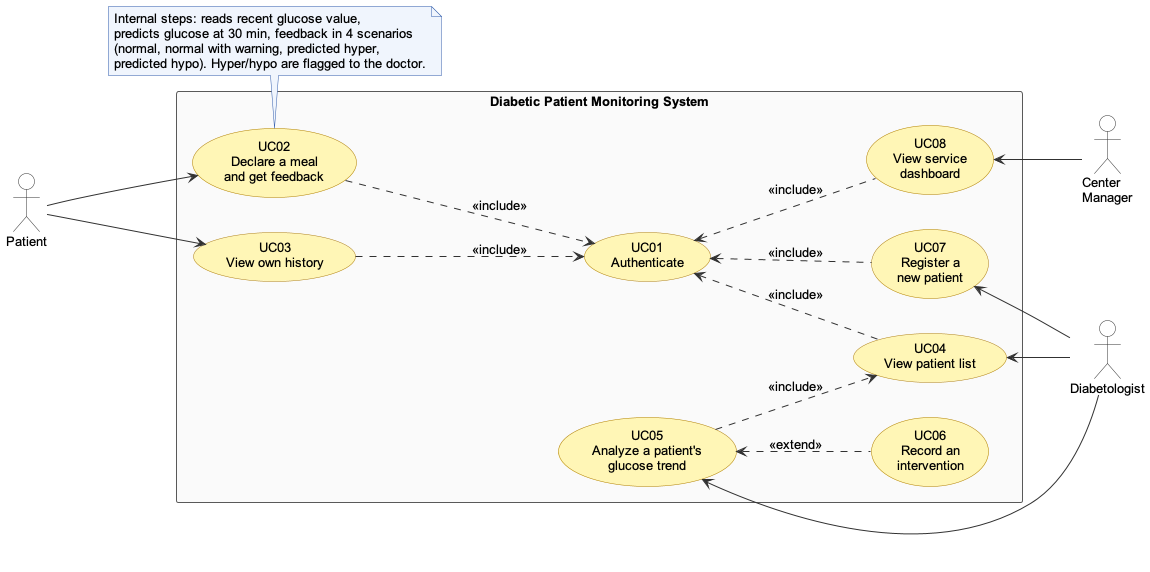 Internal steps: reads recent glucose value,
predicts glucose at 30 min, feedback in 4 scenarios
(normal, normal with warning, predicted hyper,
predicted hypo). Hyper/hypo are flagged to the doctor.
Diabetic Patient Monitoring System
UC02
Declare a meal
and get feedback
UC08
View service
dashboard
Center
Manager
Patient
«include»
«include»
UC03
View own history
«include»
UC01
Authenticate
«include»
UC07
Register a
new patient
«include»
UC04
View patient list
Diabetologist
«include»
UC05
Analyze a patient's
glucose trend
«extend»
UC06
Record an
intervention